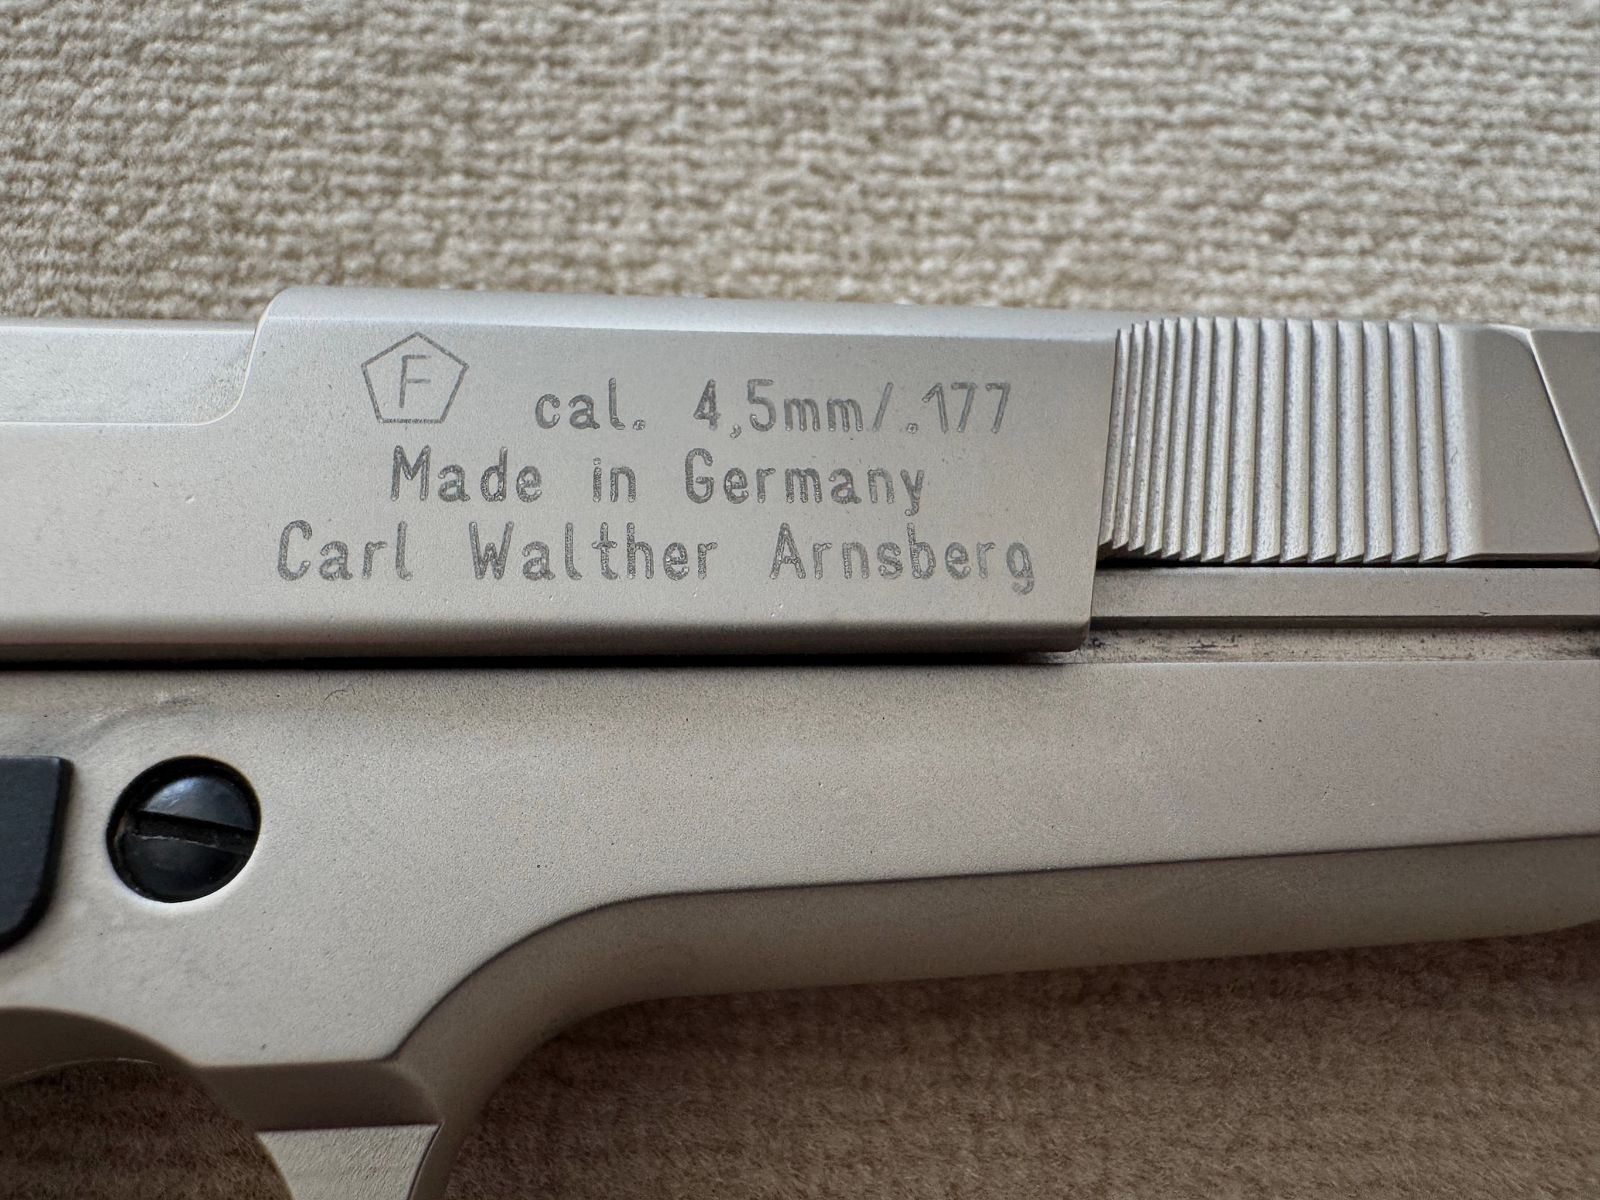 F cal. 4,5mm/.177
Made in Germany
Carl Walther Arnsberg